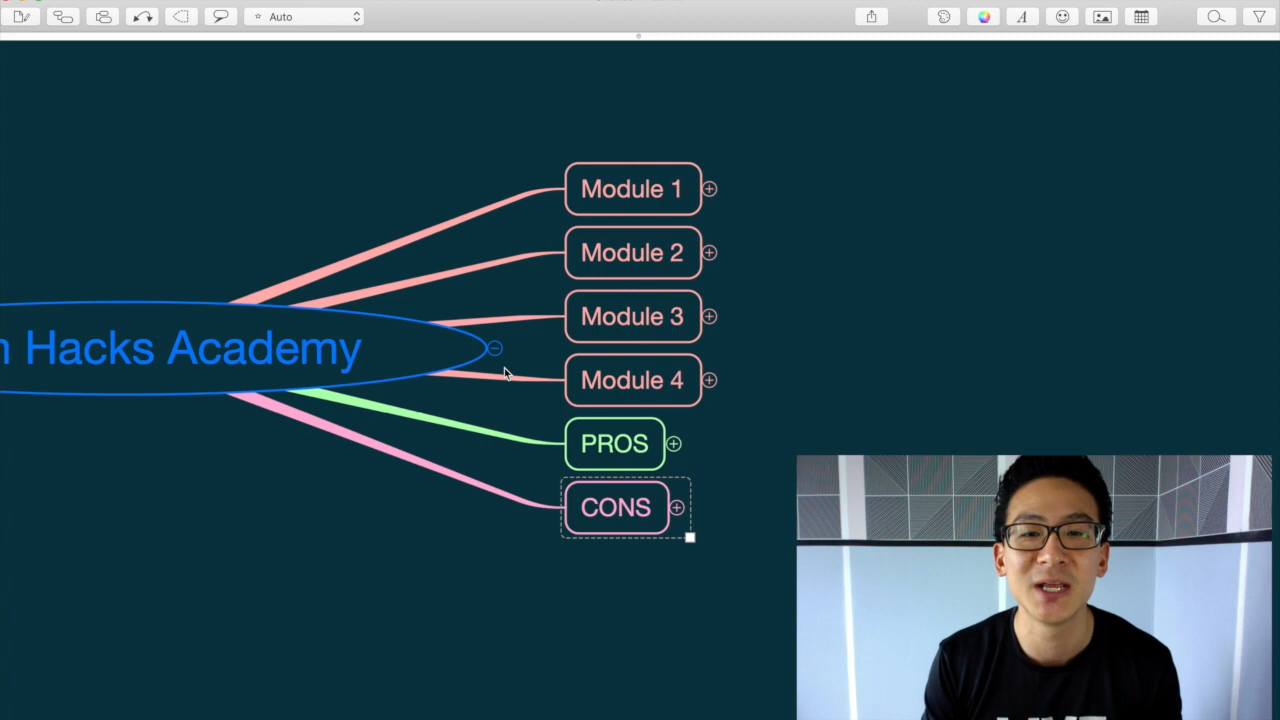 Auto
Module 1
Module 2
Module 3
Hacks Academy
Module 4
PROS
CONS